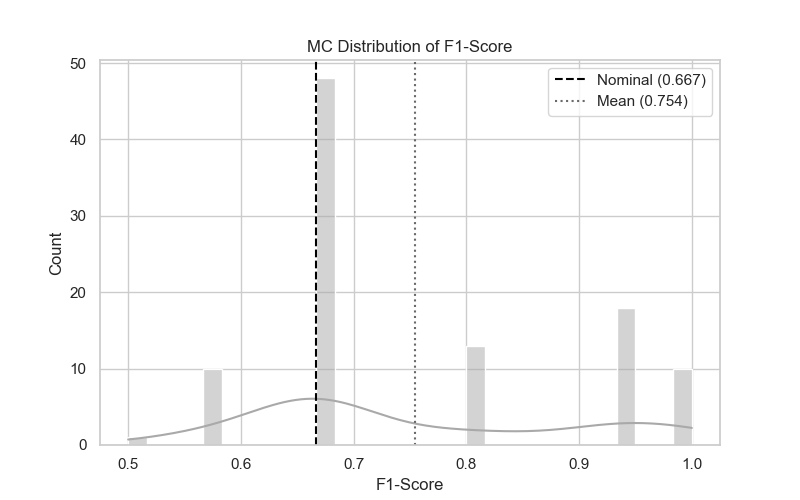 MC Distribution of F1-Score
50
40
30
20
10
0
Count
Nominal (0.667)
Mean (0.754)
0.5 0.6 0.7 0.8 0.9 1.0
F1-Score